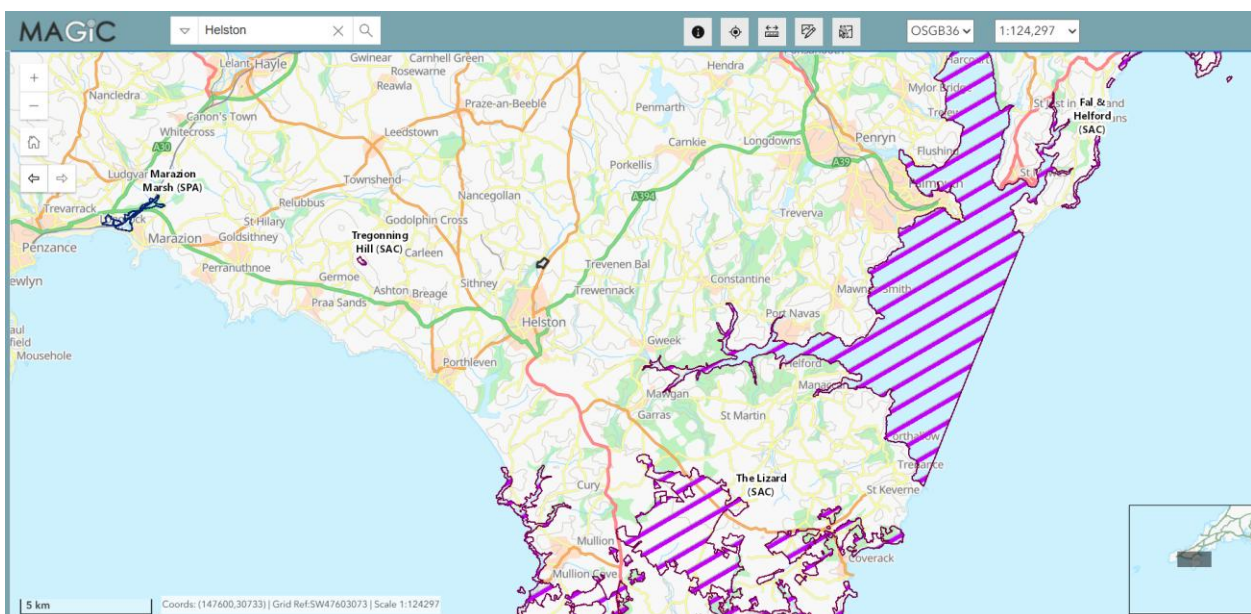 MAGiC
Helston
OSGB36
1:124,297
Lelant
Hayle
Gwinear
Carnhell Green
Rosewarne
Reawla
Nancledra
Canon's Town
Whitecross
A30
Praze-an-Beeble
Leedstown
Hendra
Penmarth
Carnkie
Longdowns
Porkellis
Mylor Bridge
Penryn
Flushing
A39
Fal &
Helford
(SAC)
Ludgvan
Marazion
Marsh (SPA)
Trevarrack
Penzance
Marazion
St Hilary
Goldsithney
Relubbus
Townshend
Nancegollan
Godolphin Cross
Tregonning
Hill (SAC)
Carleen
A394
Treverva
Perranuthnoe
Germoe
Ashton
Breage
Sithney
Praa Sands
Trevenen Bal
Trewennack
Constantine
Mousehole
Helston
Port Navas
Gweek
Porthleven
Helford
Mawgan
Garras
St Martin
The Lizard
(SAC)
Cury
St Keverne
Mullion
Mullion Cove
Coverack
5 km
Coords: (147600,30733) | Grid Ref:SW47603073 | Scale 1:124297